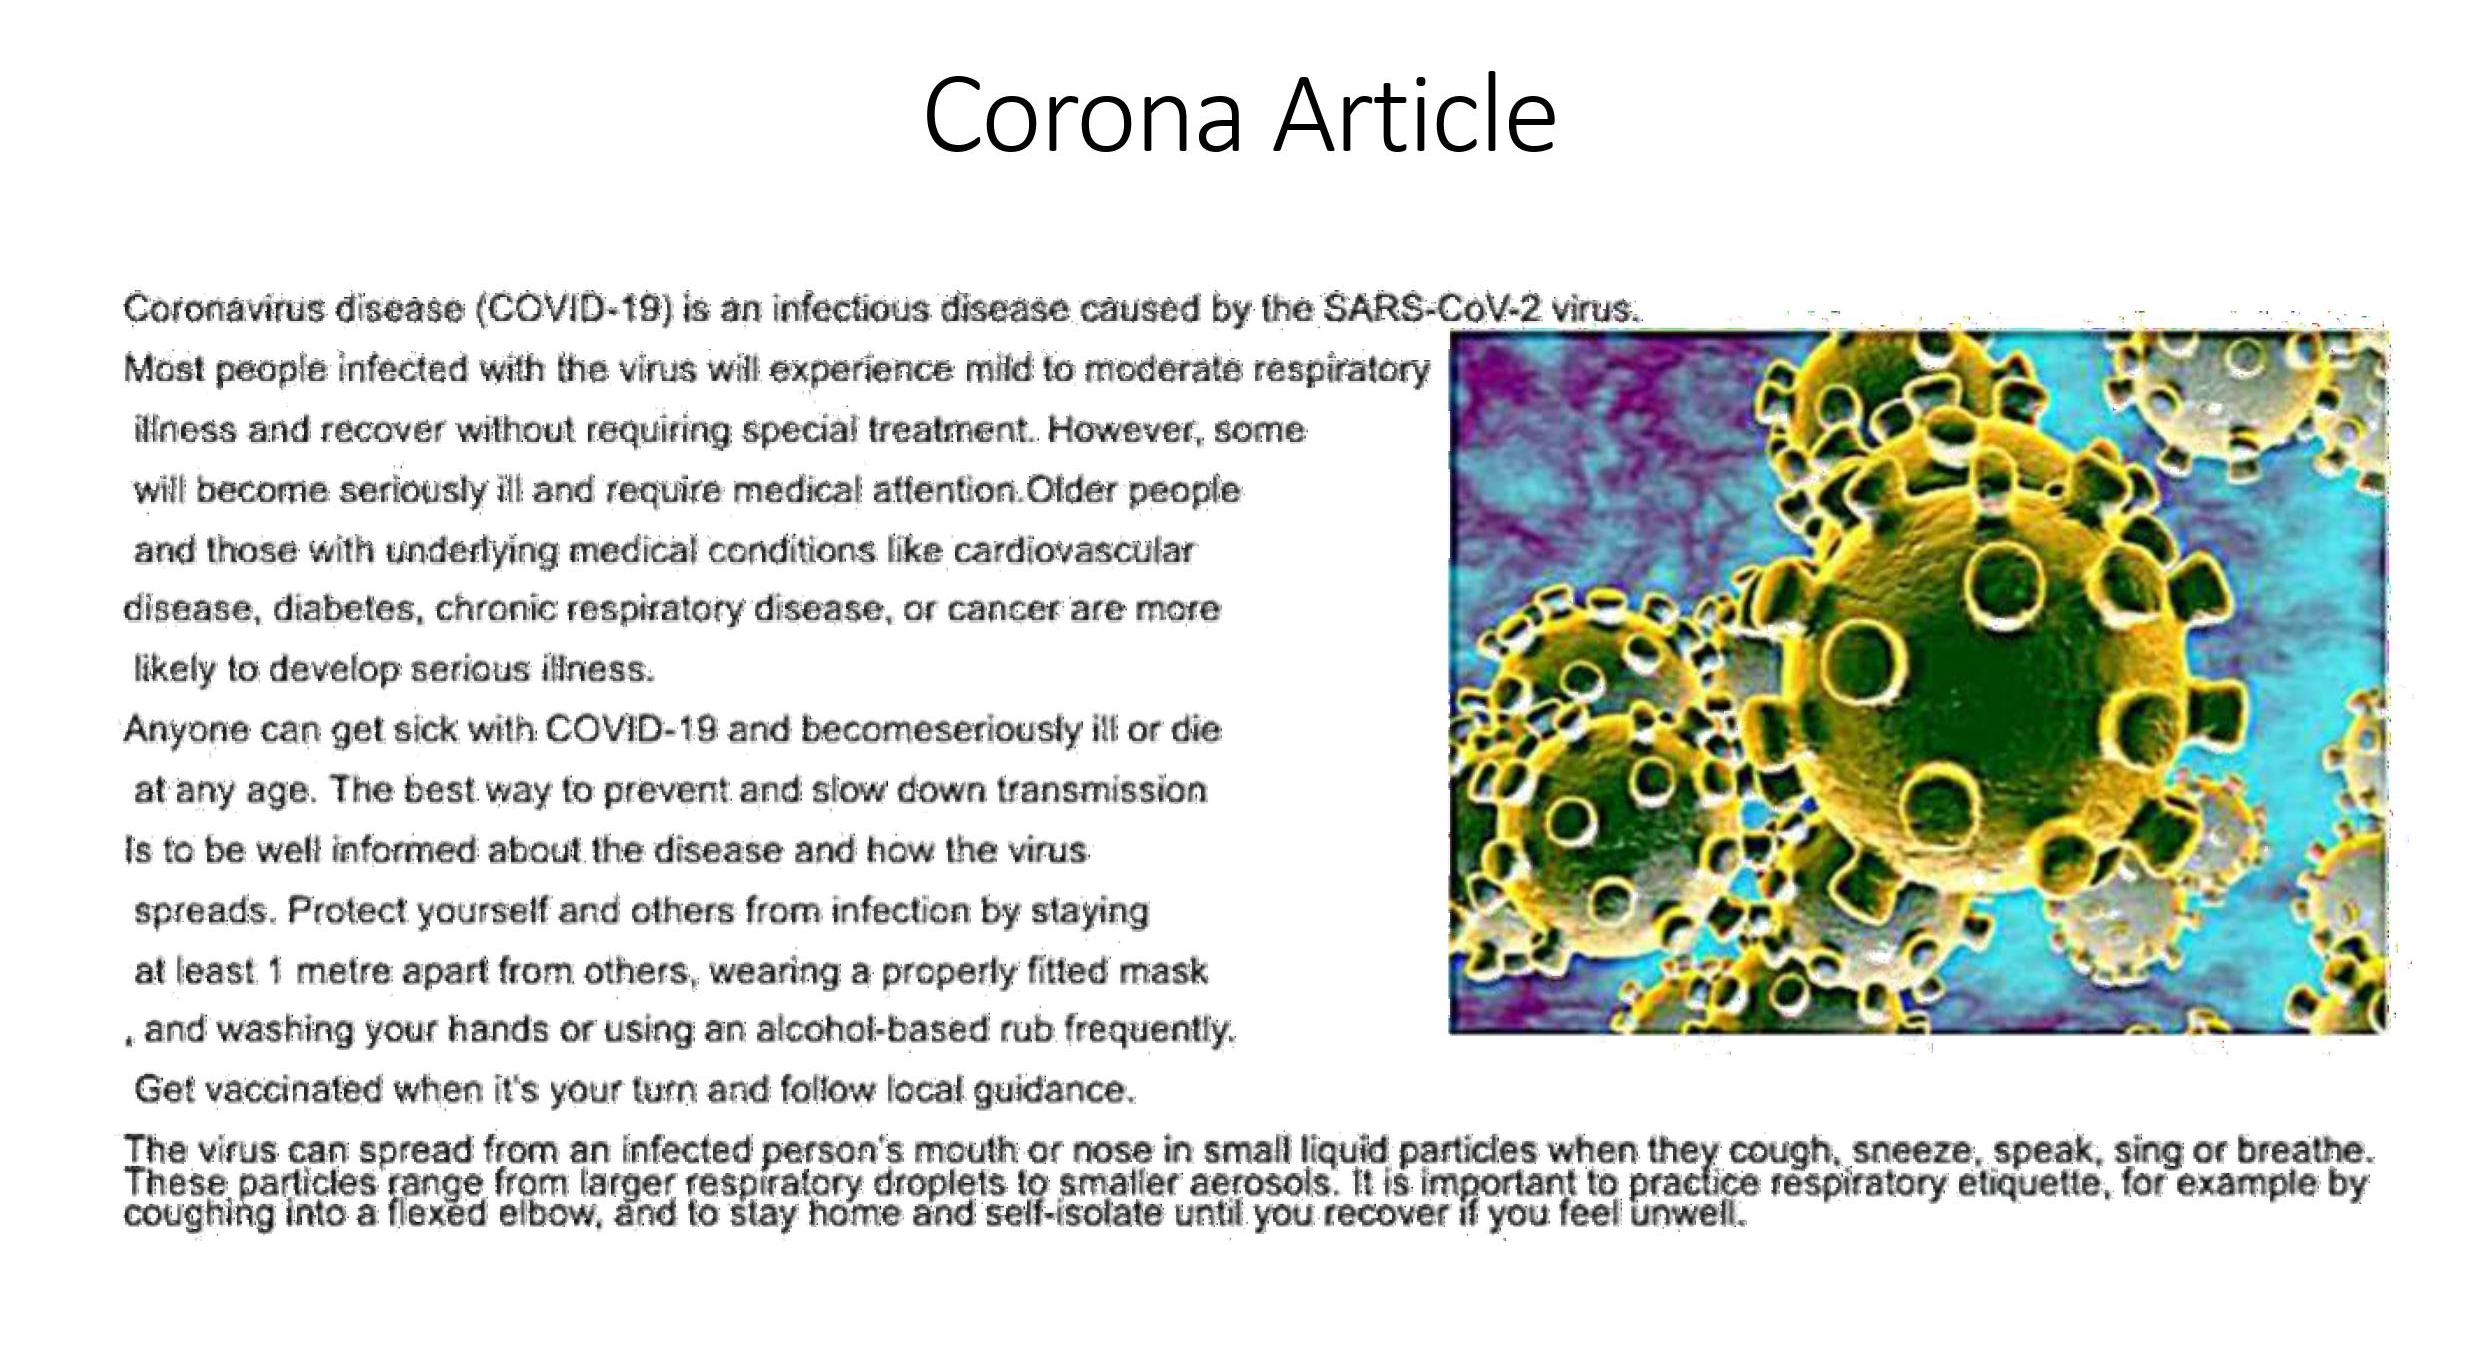 Corona Article
Coronavirus disease (COVID-19) is an infectious disease caused by the SARS-CoV-2 virus.
Most people infected with the virus will experience mild to moderate respiratory
illness and recover without requiring special treatment. However, some
will become seriously ill and require medical attention.Older people
and those with underlying medical conditions like cardiovascular
disease, diabetes, chronic respiratory disease, or cancer are more
likely to develop serious illness.
Anyone can get sick with COVID-19 and becomeseriously ill or die
at any age. The best way to prevent and slow down transmission
Is to be well informed about the disease and how the virus
spreads. Protect yourself and others from infection by staying
at least 1 metre apart from others, wearing a properly fitted mask
, and washing your hands or using an alcohol-based rub frequently.
Get vaccinated when it's your turn and follow local guidance.
The virus can spread from an infected person's mouth or nose in small liquid particles when they cough, sneeze, speak, sing or breathe.
These particles range from larger respiratory droplets to smaller aerosols. It is important to practice respiratory etiquette, for example by
coughing into a flexed elbow, and to stay home and self-isolate until you recover if you feel unwell.